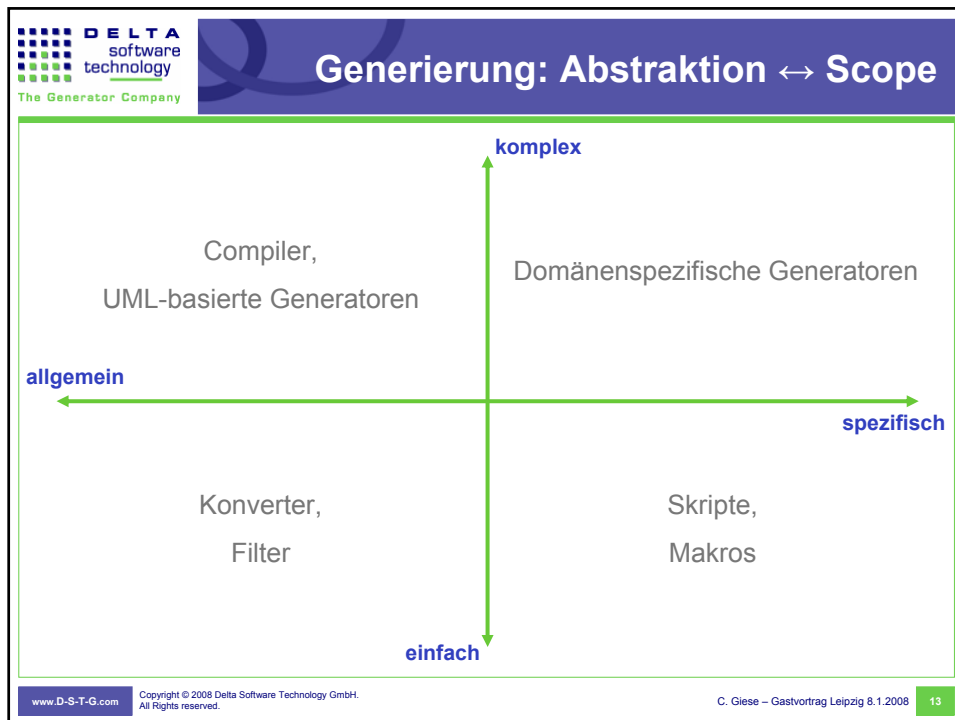 DELTA
software
technology
The Generator Company
Generierung: Abstraktion ↔ Scope
komplex
Compiler,
UML-basierte Generatoren
Domänenspezifische Generatoren
allgemein
spezifisch
Konverter,
Filter
Skripte,
Makros
einfach
www.D-S-T-G.com
Copyright © 2008 Delta Software Technology GmbH.
All Rights reserved.
C. Giese – Gastvortrag Leipzig 8.1.2008
13